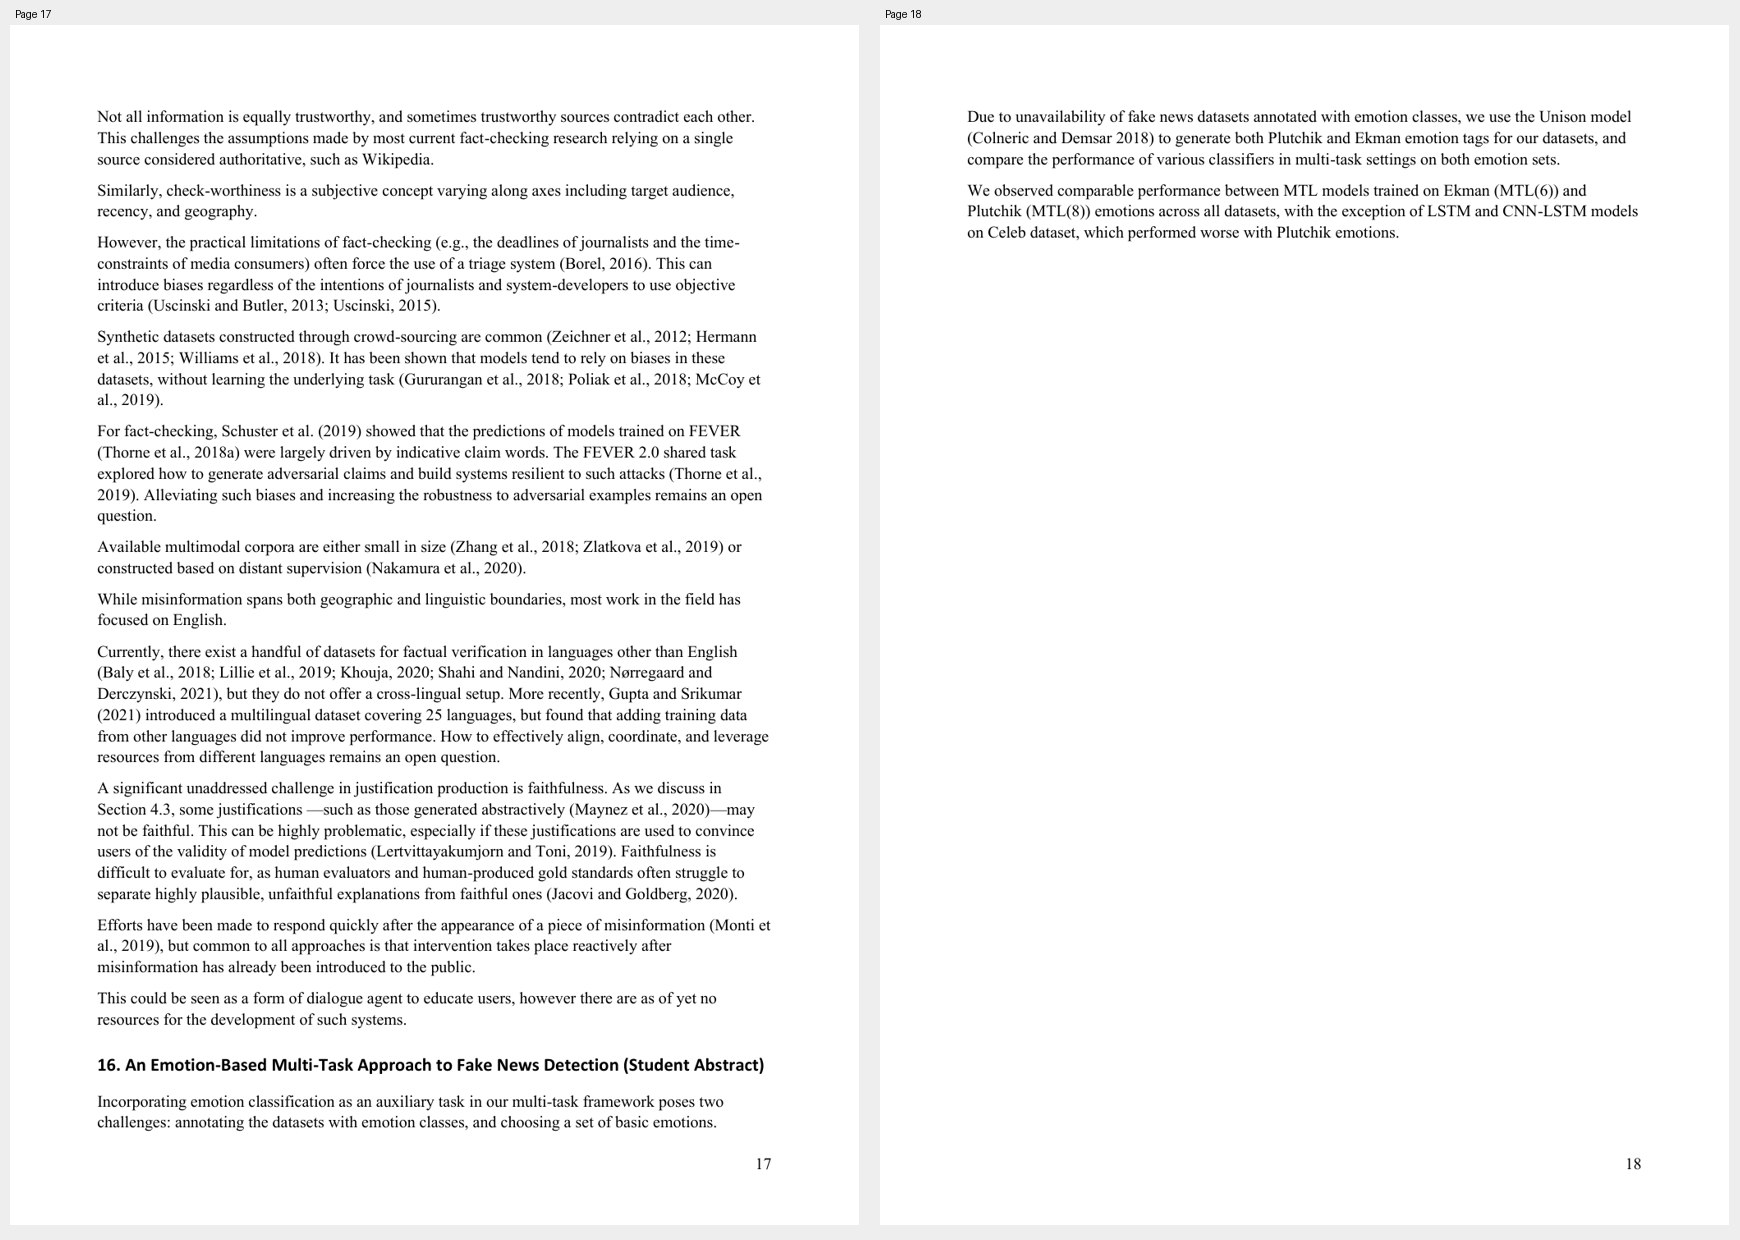 Page 17
Not all information is equally trustworthy, and sometimes trustworthy sources contradict each other.
This challenges the assumptions made by most current fact-checking research relying on a single
source considered authoritative, such as Wikipedia.
Similarly, check-worthiness is a subjective concept varying along axes including target audience,
recency, and geography.
However, the practical limitations of fact-checking (e.g., the deadlines of journalists and the time-
constraints of media consumers) often force the use of a triage system (Borel, 2016). This can
introduce biases regardless of the intentions of journalists and system-developers to use objective
criteria (Uscinski and Butler, 2013; Uscinski, 2015).
Synthetic datasets constructed through crowd-sourcing are common (Zeichner et al., 2012; Hermann
et al., 2015; Williams et al., 2018). It has been shown that models tend to rely on biases in these
datasets, without learning the underlying task (Gururangan et al., 2018; Poliak et al., 2018; McCoy et
al., 2019).
For fact-checking, Schuster et al. (2019) showed that the predictions of models trained on FEVER
(Thorne et al., 2018a) were largely driven by indicative claim words. The FEVER 2.0 shared task
explored how to generate adversarial claims and build systems resilient to such attacks (Thorne et al.,
2019). Alleviating such biases and increasing the robustness to adversarial examples remains an open
question.
Available multimodal corpora are either small in size (Zhang et al., 2018; Zlatkova et al., 2019) or
constructed based on distant supervision (Nakamura et al., 2020).
While misinformation spans both geographic and linguistic boundaries, most work in the field has
focused on English.
Currently, there exist a handful of datasets for factual verification in languages other than English
(Baly et al., 2018; Lillie et al., 2019; Khouja, 2020; Shahi and Nandini, 2020; Nørregaard and
Derczynski, 2021), but they do not offer a cross-lingual setup. More recently, Gupta and Srikumar
(2021) introduced a multilingual dataset covering 25 languages, but found that adding training data
from other languages did not improve performance. How to effectively align, coordinate, and leverage
resources from different languages remains an open question.
A significant unaddressed challenge in justification production is faithfulness. As we discuss in
Section 4.3, some justifications —such as those generated abstractively (Maynez et al., 2020)—may
not be faithful. This can be highly problematic, especially if these justifications are used to convince
users of the validity of model predictions (Lertvittayakumjorn and Toni, 2019). Faithfulness is
difficult to evaluate for, as human evaluators and human-produced gold standards often struggle to
separate highly plausible, unfaithful explanations from faithful ones (Jacovi and Goldberg, 2020).
Efforts have been made to respond quickly after the appearance of a piece of misinformation (Monti et
al., 2019), but common to all approaches is that intervention takes place reactively after
misinformation has already been introduced to the public.
This could be seen as a form of dialogue agent to educate users, however there are as of yet no
resources for the development of such systems.
16. An Emotion-Based Multi-Task Approach to Fake News Detection (Student Abstract)
Incorporating emotion classification as an auxiliary task in our multi-task framework poses two
challenges: annotating the datasets with emotion classes, and choosing a set of basic emotions.
17
Page 18
Due to unavailability of fake news datasets annotated with emotion classes, we use the Unison model
(Colneric and Demsar 2018) to generate both Plutchik and Ekman emotion tags for our datasets, and
compare the performance of various classifiers in multi-task settings on both emotion sets.
We observed comparable performance between MTL models trained on Ekman (MTL(6)) and
Plutchik (MTL(8)) emotions across all datasets, with the exception of LSTM and CNN-LSTM models
on Celeb dataset, which performed worse with Plutchik emotions.
18